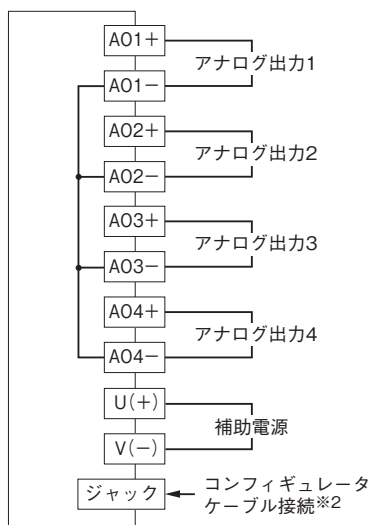 AO1+
アナログ出力1
AO1−
AO2+
アナログ出力2
AO2−
AO3+
アナログ出力3
AO3−
AO4+
アナログ出力4
AO4−
U(+)
補助電源
V(−)
ジャック
コンフィギュレータ
ケーブル接続※2